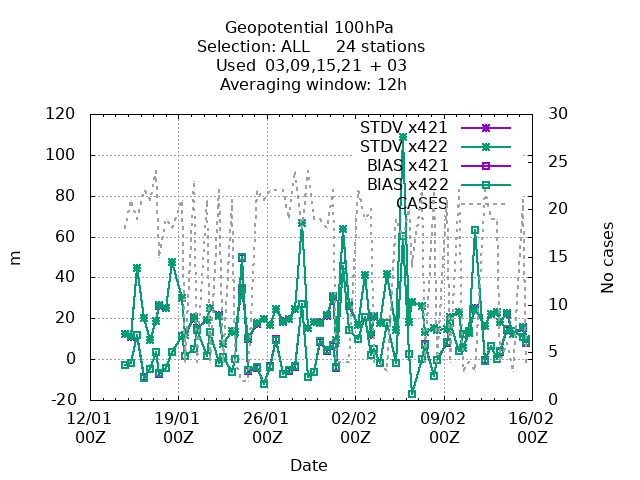 Geopotential 100hPa
Selection: ALL 24 stations
Used 03,09,15,21 + 03
Averaging window: 12h
120 30
STDV x421
STDV x422
100 25
BIAS x421
BIAS x422
80 20
CASES
60 15
m No cases
40 10
20
0 5
-20 0
12/01 19/01 26/01 02/02 09/02 16/02
00Z 00Z 00Z 00Z 00Z 00Z
Date